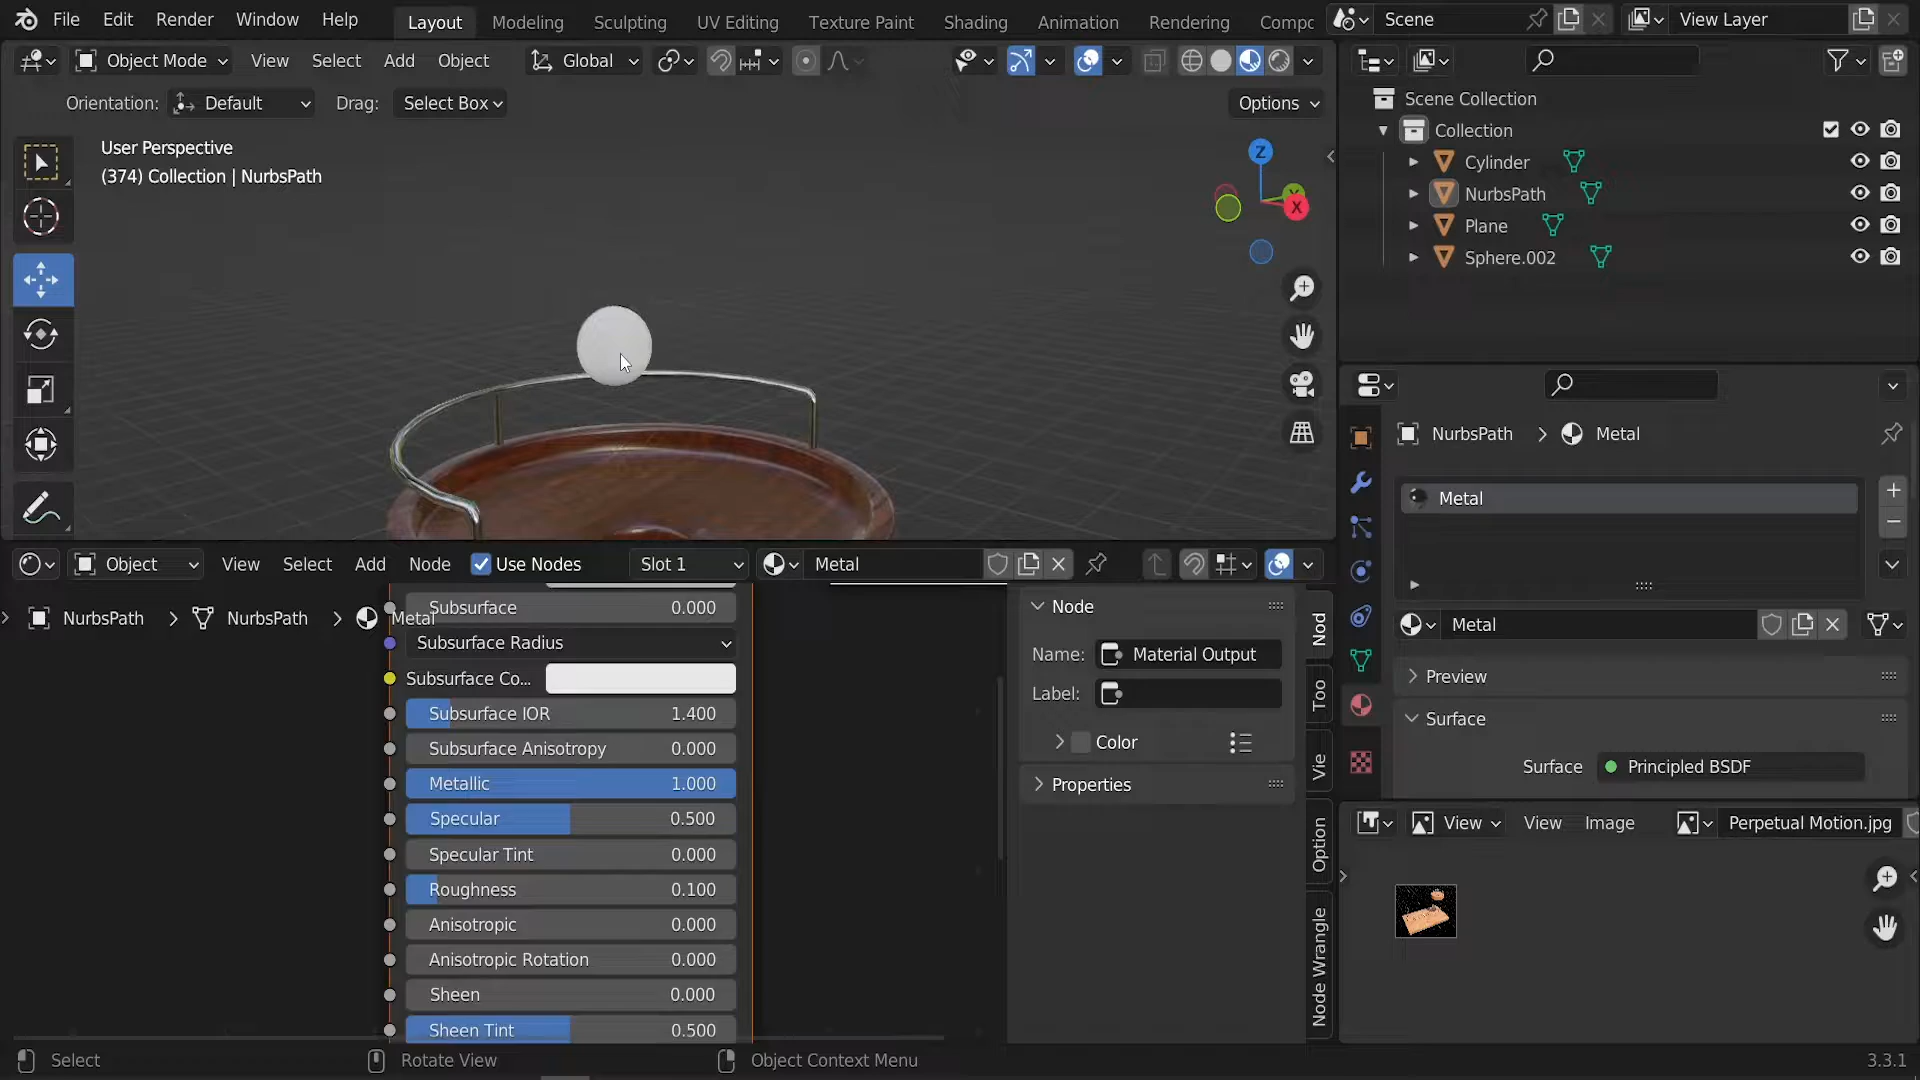 File Edit Render Window Help Layout Modeling Sculpting UV Editing Texture Paint Shading Animation Rendering Compc Scene View Layer
Object Mode View Select Add Object Global
Orientation: Default Drag: Select Box Options
User Perspective
(374) Collection | NurbsPath
Z
Y
X
Scene Collection
Collection
Cylinder
NurbsPath
Plane
Sphere.002
NurbsPath > Metal
Metal
Metal
Preview
Surface
Surface Principled BSDF
Object View Select Add Node Use Nodes Slot 1 Metal
NurbsPath > NurbsPath > Metal
Subsurface 0.000
Subsurface Radius
Subsurface Co...
Subsurface IOR 1.400
Subsurface Anisotropy 0.000
Metallic 1.000
Specular 0.500
Specular Tint 0.000
Roughness 0.100
Anisotropic 0.000
Anisotropic Rotation 0.000
Sheen 0.000
Sheen Tint 0.500
Node
Name: Material Output
Label:
Color
Properties
Nod
Too
Vie
Option
Node Wrangle
View View Image Perpetual Motion.jpg
Select Rotate View Object Context Menu 3.3.1